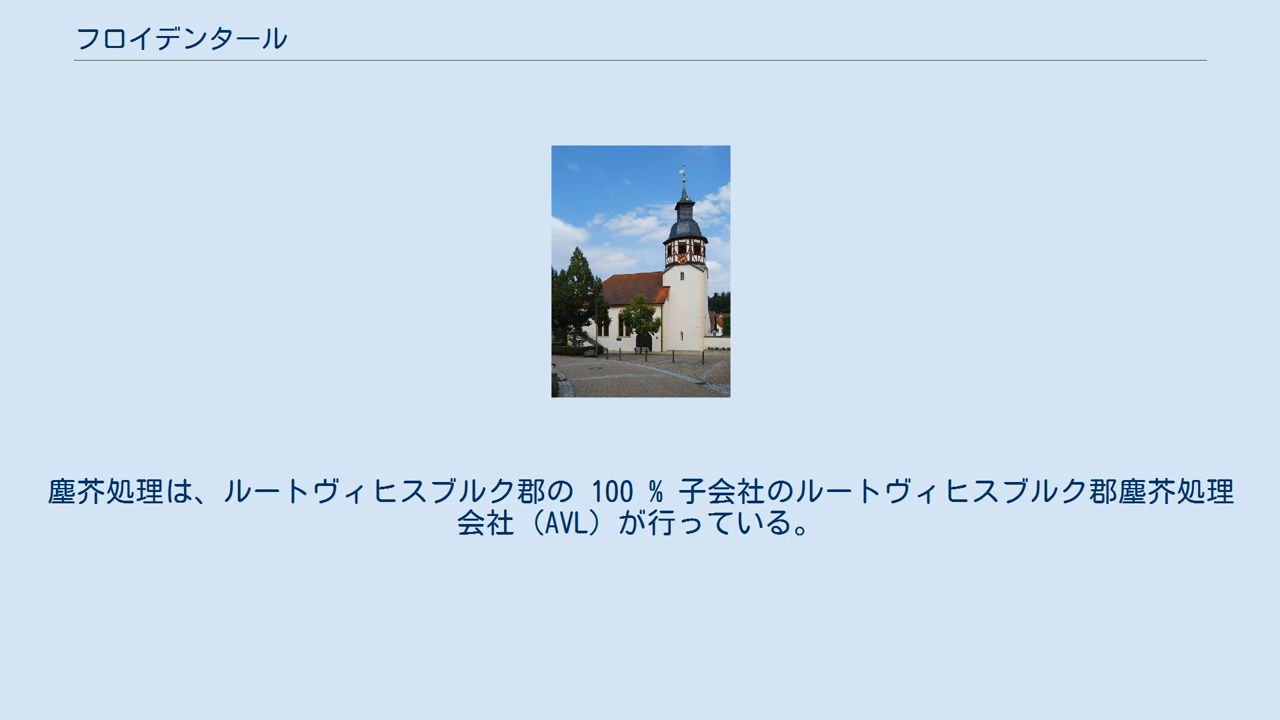 フロイデンタール
塵芥処理は、ルートヴィヒスブルク郡の 100 % 子会社のルートヴィヒスブルク郡塵芥処理
会社（AVL）が行っている。